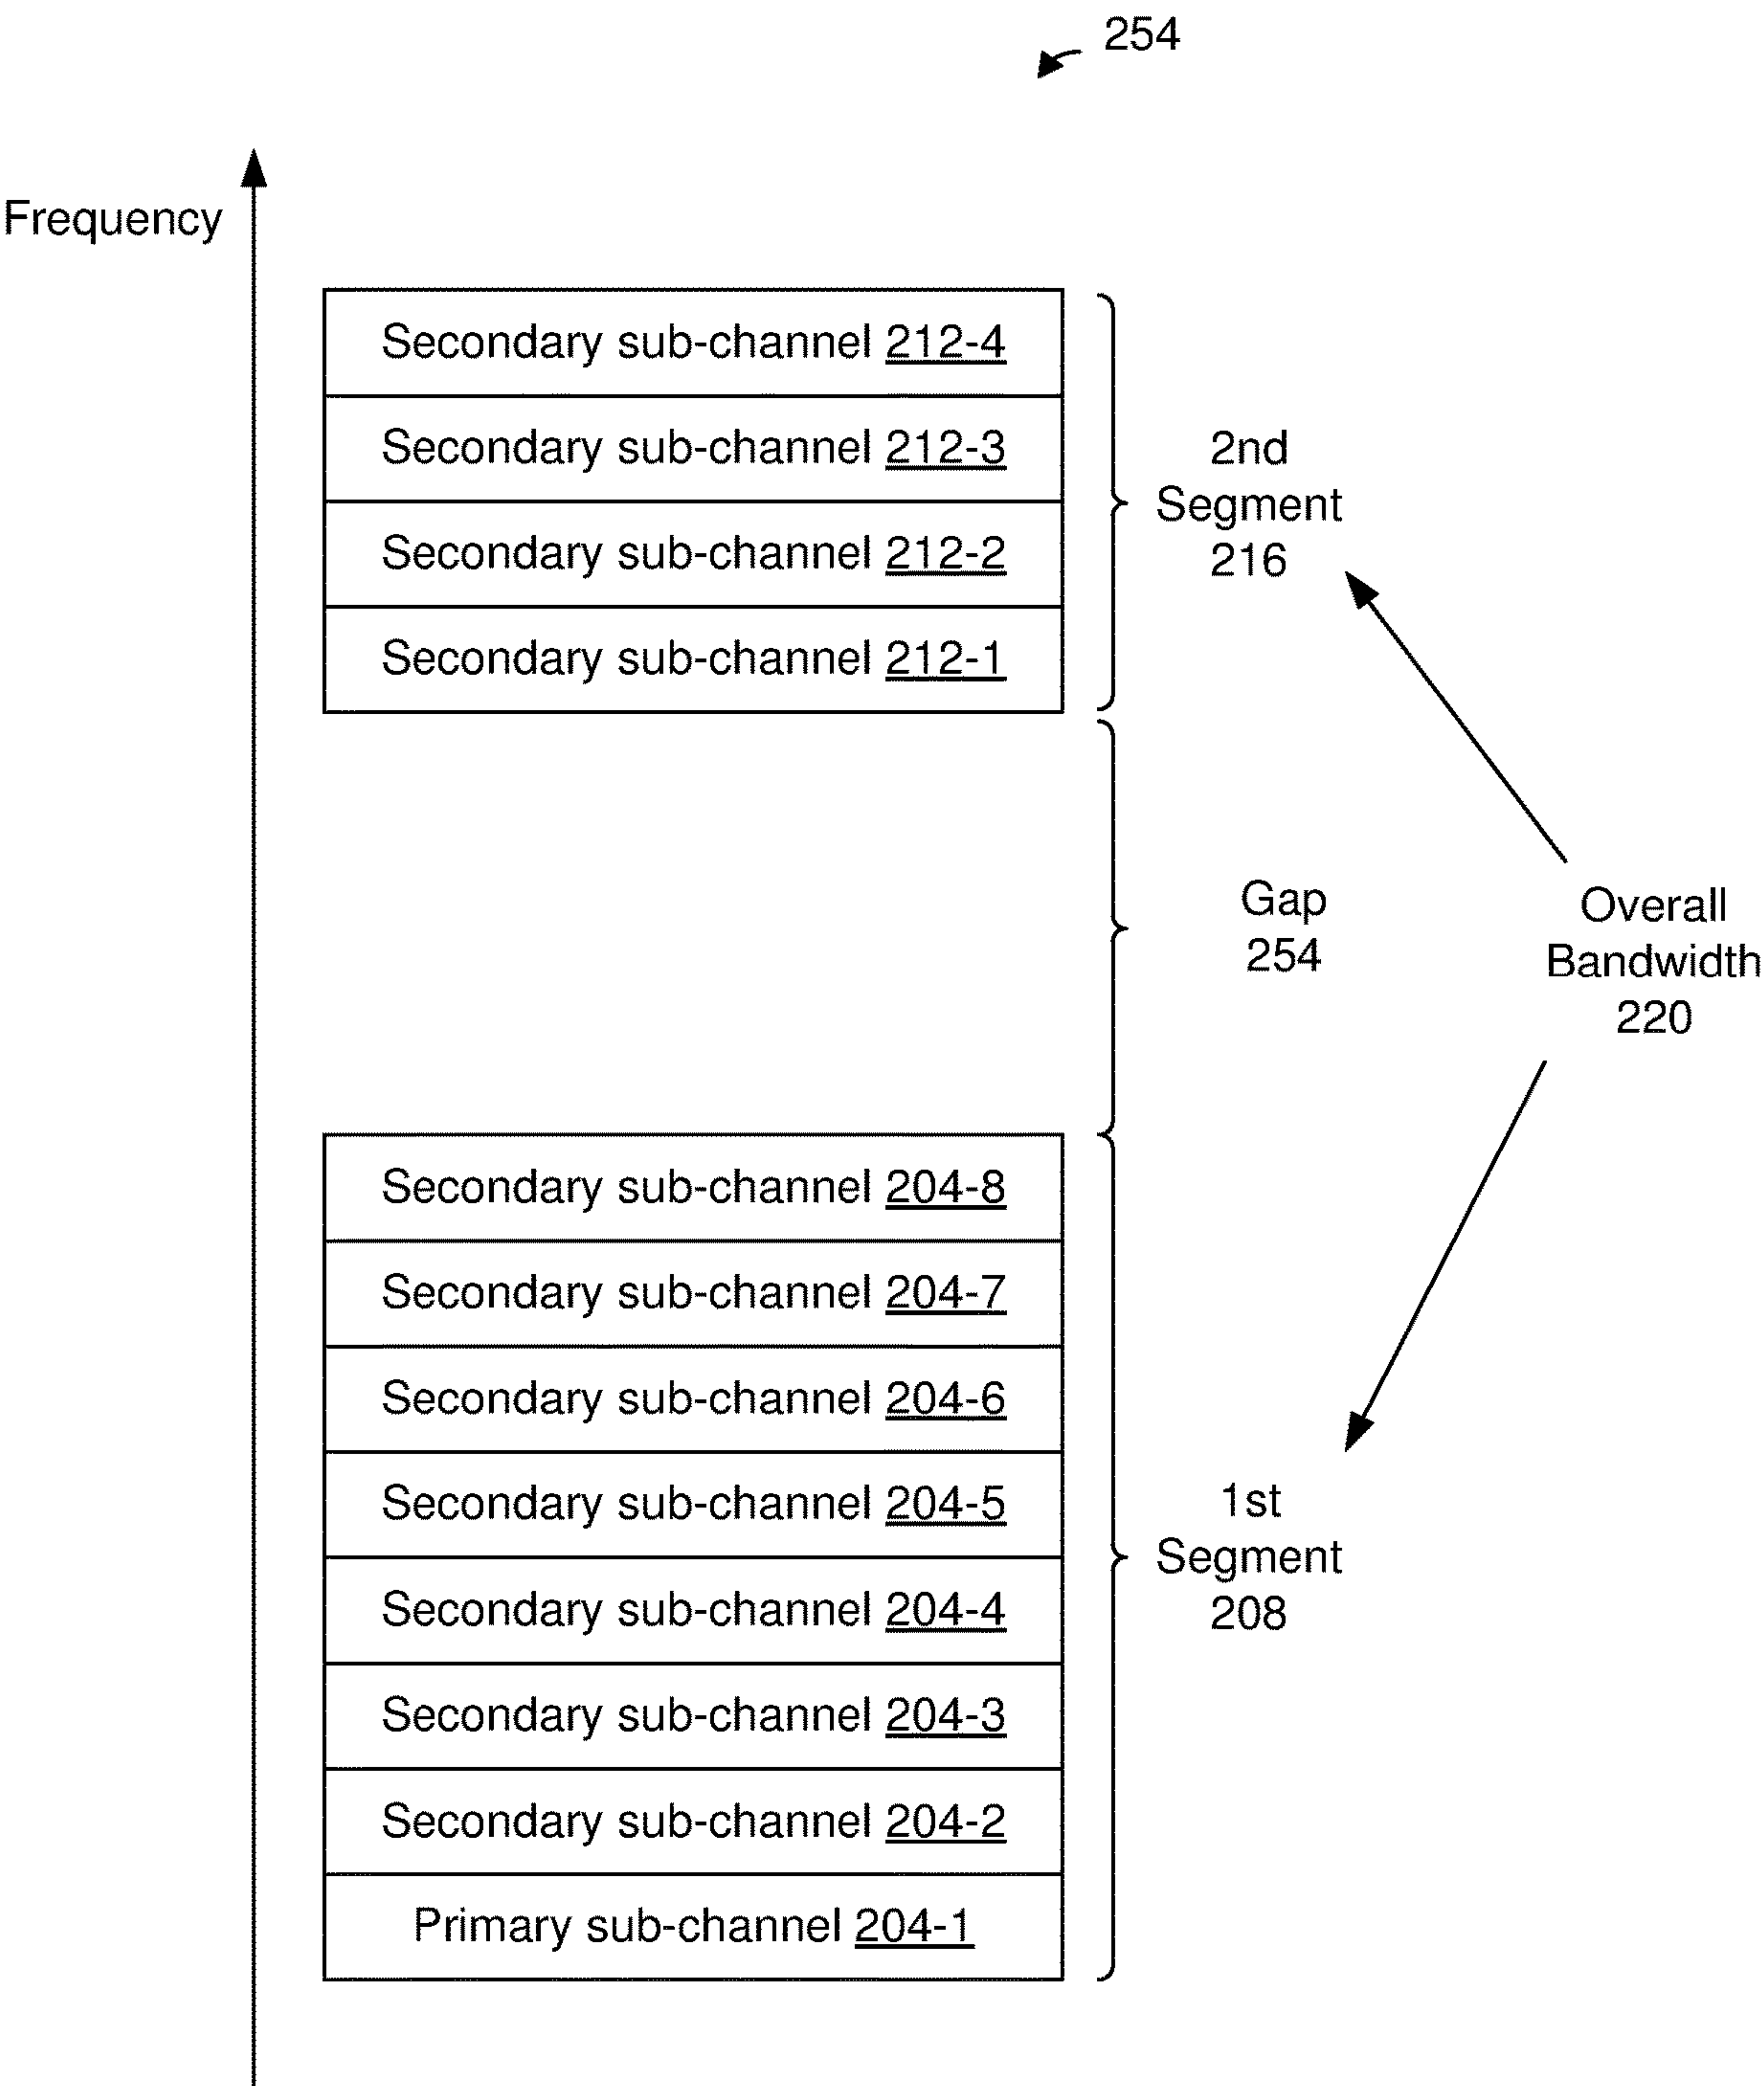 254
Frequency
Secondary sub-channel 212-4
Secondary sub-channel 212-3
Secondary sub-channel 212-2
Secondary sub-channel 212-1
2nd
Segment
216
Gap
254
Overall
Bandwidth
220
Secondary sub-channel 204-8
Secondary sub-channel 204-7
Secondary sub-channel 204-6
Secondary sub-channel 204-5
Secondary sub-channel 204-4
Secondary sub-channel 204-3
Secondary sub-channel 204-2
Primary sub-channel 204-1
1st
Segment
208